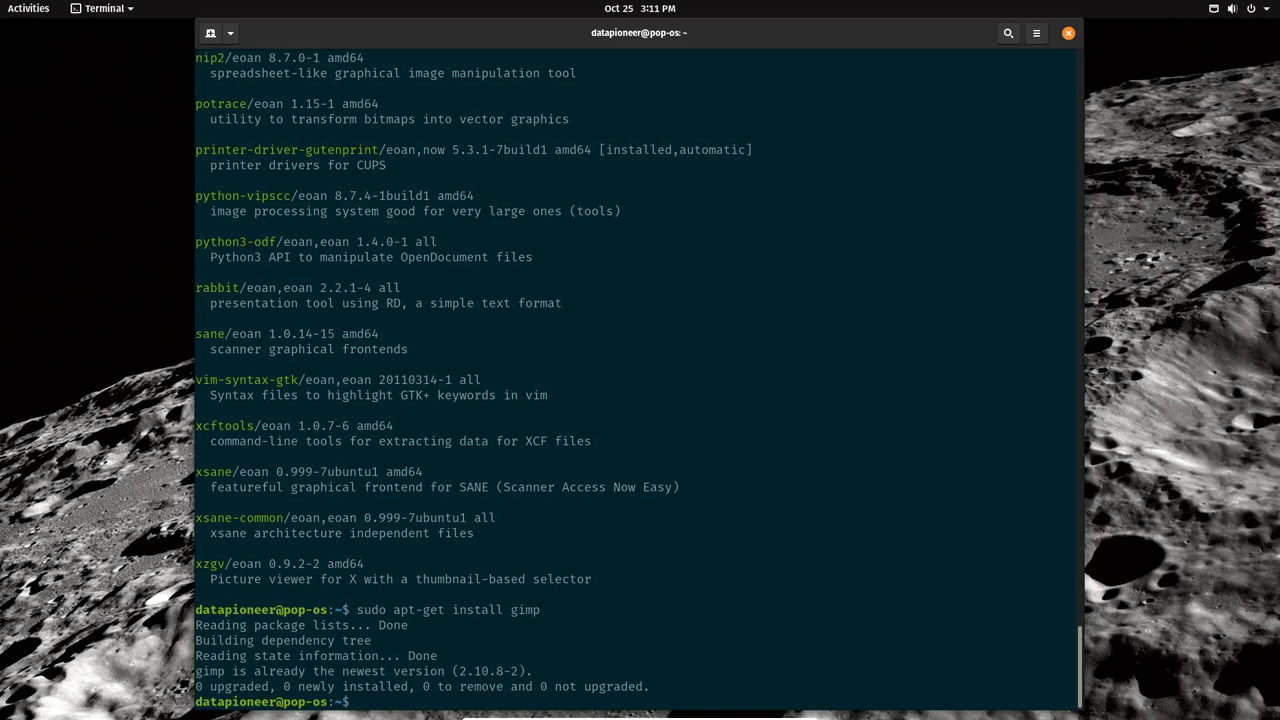 Activities
Terminal
Oct 25 3:11 PM
datapioneer@pop-os: ~
nip2/eoan 8.7.0-1 amd64
  spreadsheet-like graphical image manipulation tool
potrace/eoan 1.15-1 amd64
  utility to transform bitmaps into vector graphics
printer-driver-gutenprint/eoan,now 5.3.1-7build1 amd64 [installed,automatic]
  printer drivers for CUPS
python-vipscc/eoan 8.7.4-1build1 amd64
  image processing system good for very large ones (tools)
python3-odf/eoan,eoan 1.4.0-1 all
  Python3 API to manipulate OpenDocument files
rabbit/eoan,eoan 2.2.1-4 all
  presentation tool using RD, a simple text format
sane/eoan 1.0.14-15 amd64
  scanner graphical frontends
vim-syntax-gtk/eoan,eoan 20110314-1 all
  Syntax files to highlight GTK+ keywords in vim
xcftools/eoan 1.0.7-6 amd64
  command-line tools for extracting data for XCF files
xsane/eoan 0.999-7ubuntu1 amd64
  featureful graphical frontend for SANE (Scanner Access Now Easy)
xsane-common/eoan,eoan 0.999-7ubuntu1 all
  xsane architecture independent files
xzgv/eoan 0.9.2-2 amd64
  Picture viewer for X with a thumbnail-based selector
datapioneer@pop-os:~$ sudo apt-get install gimp
Reading package lists... Done
Building dependency tree
Reading state information... Done
gimp is already the newest version (2.10.8-2).
0 upgraded, 0 newly installed, 0 to remove and 0 not upgraded.
datapioneer@pop-os:~$